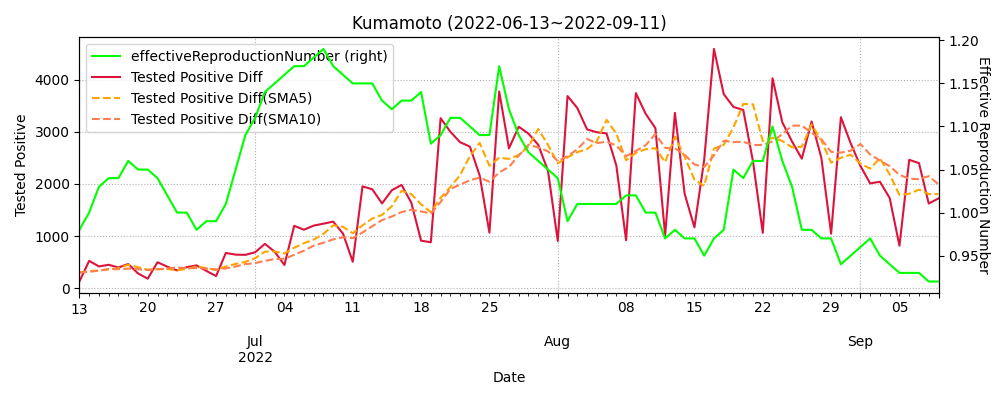 Kumamoto (2022-06-13~2022-09-11)
effectiveReproductionNumber (right)
Tested Positive Diff
Tested Positive Diff(SMA5)
Tested Positive Diff(SMA10)
Tested Positive
4000
3000
2000
1000
0
1.20
1.15
1.10
1.05
1.00
0.95
Effective Reproduction Number
13 20 27 04 11 18 25 08 15 22 29 05
Jul Aug Sep
2022
Date